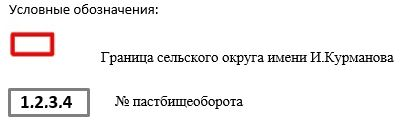 Условные обозначения:
Граница сельского округа имени И.Курманова
1.2.3.4 № пастбищеоборота